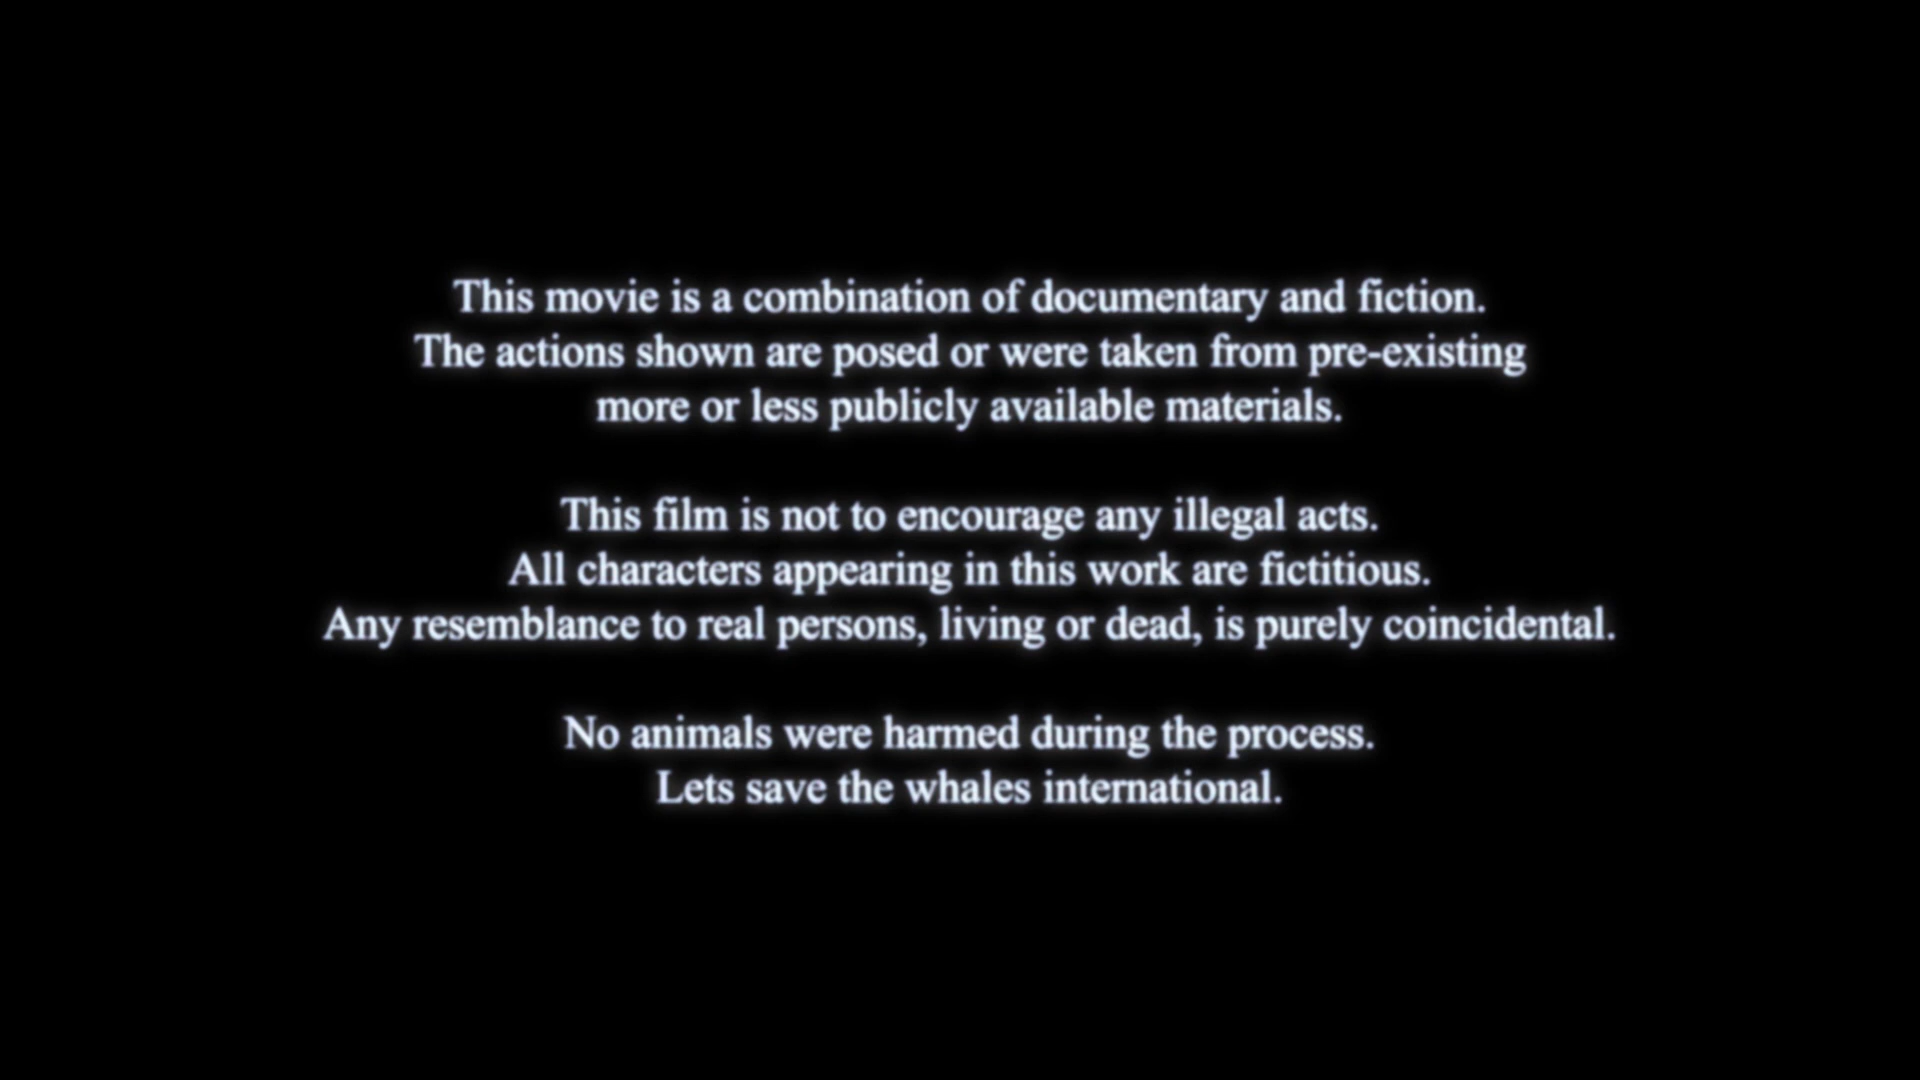 This movie is a combination of documentary and fiction.
The actions shown are posed or were taken from pre-existing
more or less publicly available materials.
This film is not to encourage any illegal acts.
All characters appearing in this work are fictitious.
Any resemblance to real persons, living or dead, is purely coincidental.
No animals were harmed during the process.
Lets save the whales international.